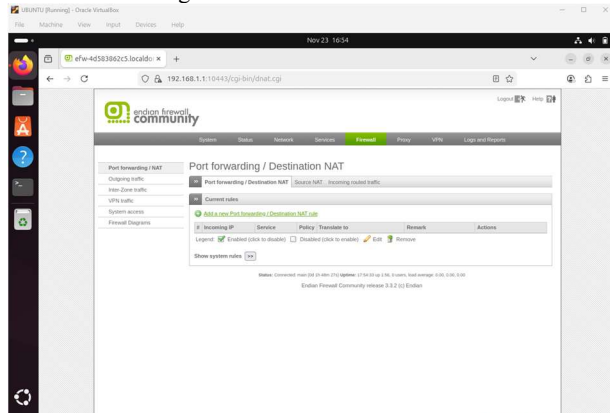 UBUNTU [Running] - Oracle VirtualBox
File Machine View Input Devices Help
Nov 23 16:54
efw-4d583862c5.localdo:
192.168.1.1:10443/cgi-bin/dnat.cgi
Logout Help
endian firewall
community
System Status Network Services Firewall Proxy VPN Logs and Reports
Port forwarding / NAT
Outgoing traffic
Inter-Zone traffic
VPN traffic
System access
Firewall Diagrams
Port forwarding / Destination NAT
>> Port forwarding / Destination NAT Source NAT Incoming routed traffic
>> Current rules
Add a new Port forwarding / Destination NAT rule
# Incoming IP Service Policy Translate to Remark Actions
Legend: Enabled (click to disable) Disabled (click to enable) Edit Remove
Show system rules >>
Status: Connected: main Uptime:
Endian Firewall Community release 3.3.2 (c) Endian